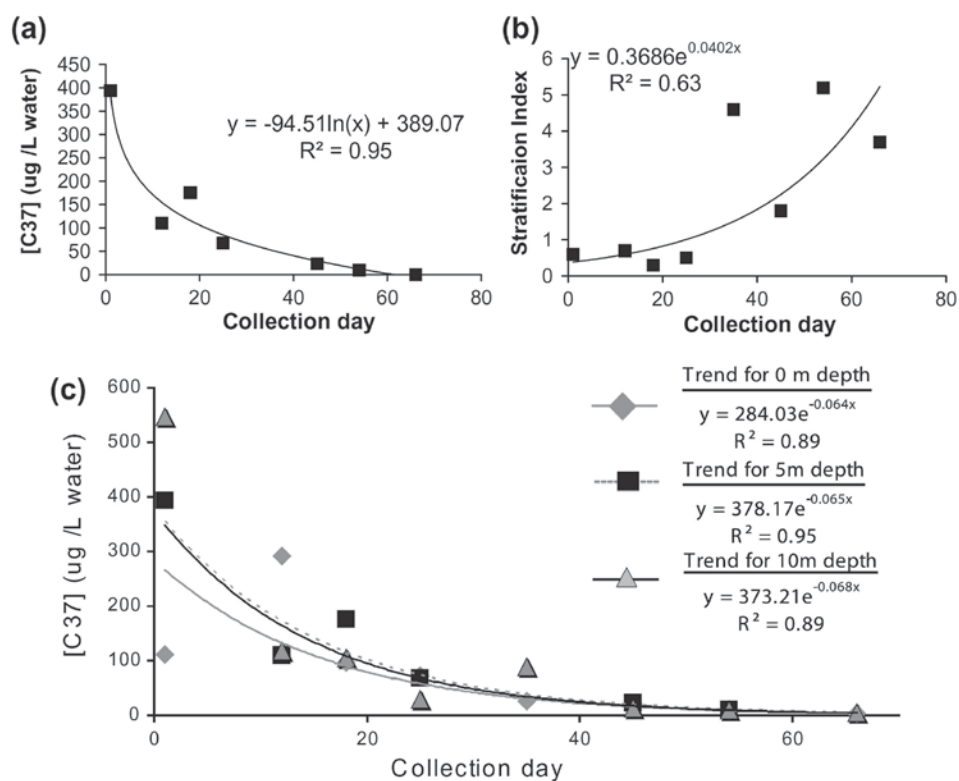 (a)
[C37] (ug /L water)
450
400
350
300
250
200
150
100
50
0
y = -94.51ln(x) + 389.07
R² = 0.95
0 20 40 60 80
Collection day
(b)
y = 0.3686e^0.0402x
R² = 0.63
Stratificaion Index
6
5
4
3
2
1
0
0 20 40 60 80
Collection day
(c)
[C37] (ug /L water)
600
500
400
300
200
100
0
0 20 40 60
Collection day
Trend for 0 m depth
y = 284.03e^-0.064x
R² = 0.89
Trend for 5m depth
y = 378.17e^-0.065x
R² = 0.95
Trend for 10m depth
y = 373.21e^-0.068x
R² = 0.89